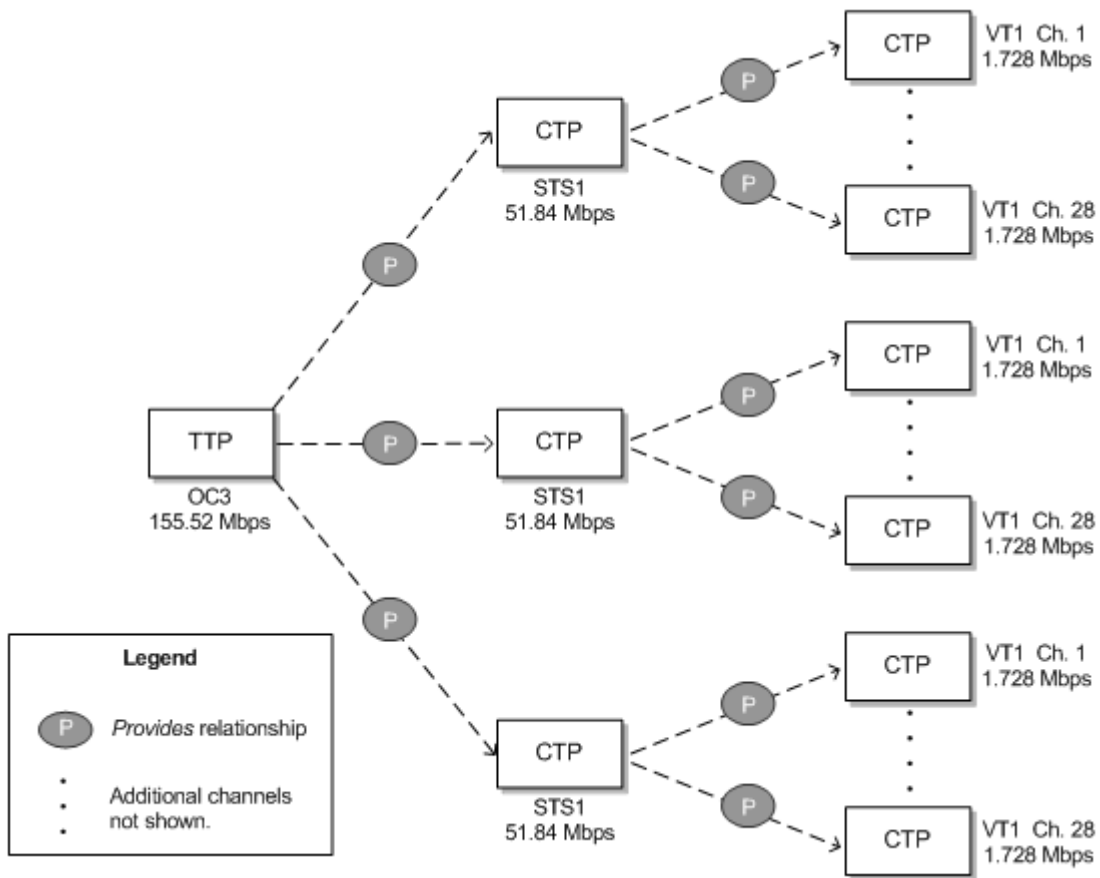 CTP
VT1 Ch. 1
1.728 Mbps
P
CTP
STS1
51.84 Mbps
P
CTP
VT1 Ch. 28
1.728 Mbps
P
CTP
VT1 Ch. 1
1.728 Mbps
P
TTP
OC3
155.52 Mbps
P
CTP
STS1
51.84 Mbps
P
CTP
VT1 Ch. 28
1.728 Mbps
P
CTP
VT1 Ch. 1
1.728 Mbps
P
CTP
STS1
51.84 Mbps
P
CTP
VT1 Ch. 28
1.728 Mbps
Legend
P
Provides relationship
Additional channels
not shown.